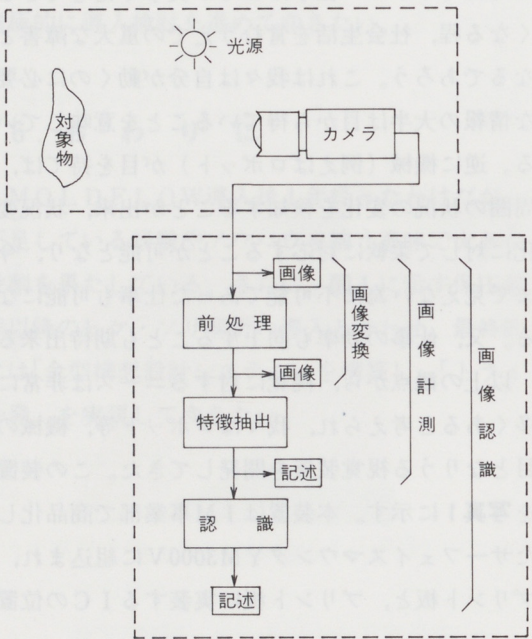 光源
対象物
カメラ
画像
前処理
画像
特徴抽出
記述
認識
記述
画像変換
画像計測
画像認識